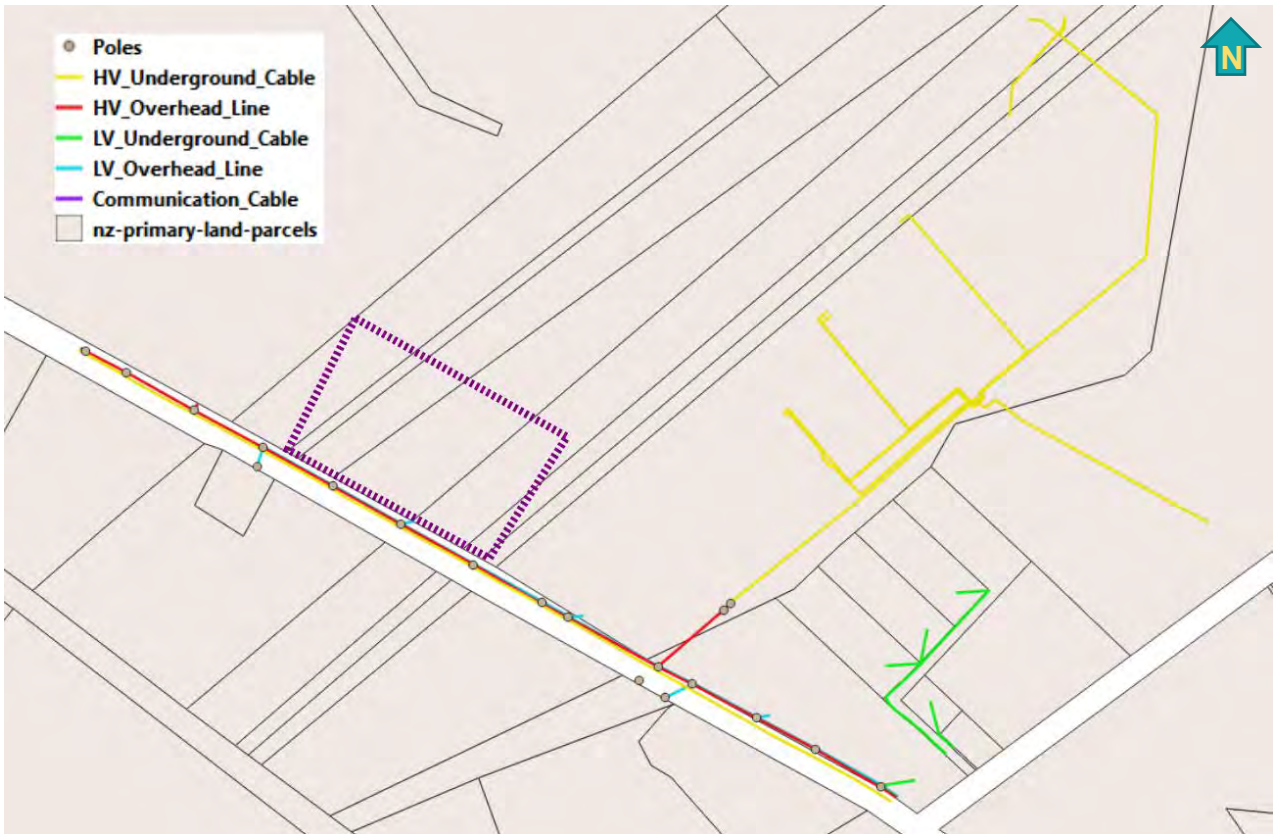 Poles
HV_Underground_Cable
HV_Overhead_Line
LV_Underground_Cable
LV_Overhead_Line
Communication_Cable
nz-primary-land-parcels
N